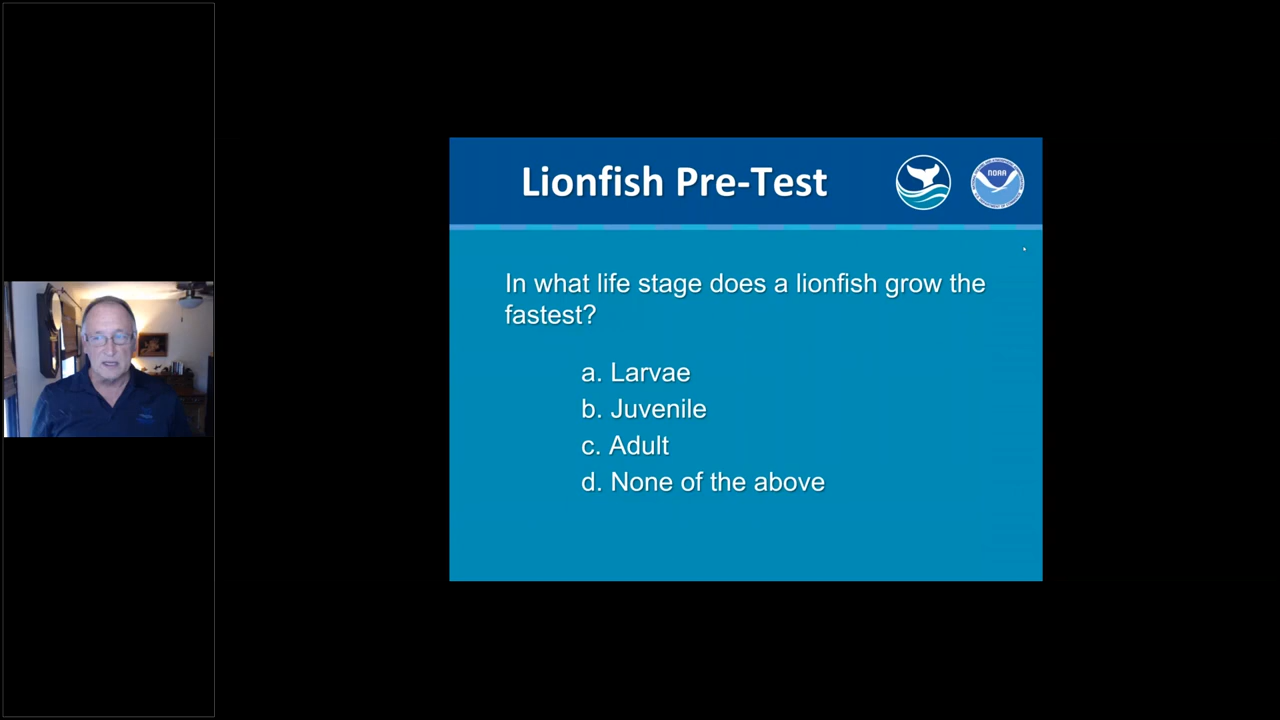 Lionfish Pre-Test
NOAA
In what life stage does a lionfish grow the
fastest?
a. Larvae
b. Juvenile
c. Adult
d. None of the above